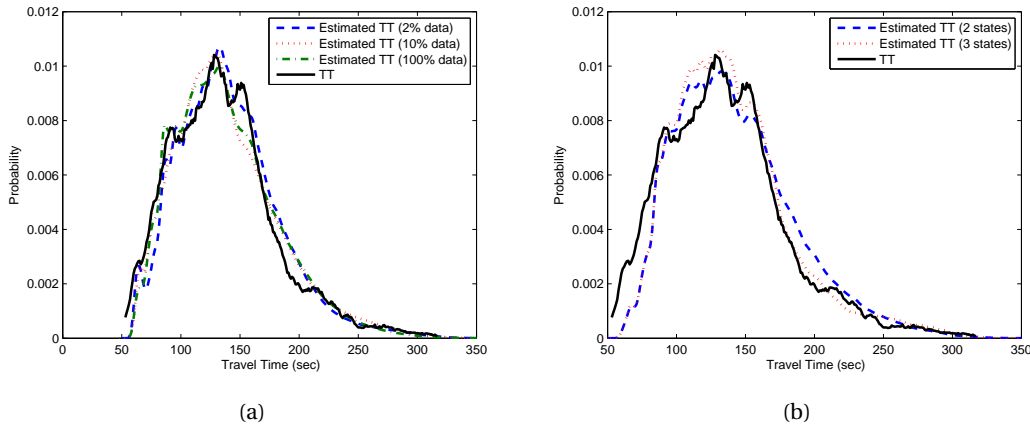 0.012
0.01
0.008
0.006
0.004
0.002
0
Probability
0 50 100 150 200 250 300 350
Travel Time (sec)
Estimated TT (2% data)
Estimated TT (10% data)
Estimated TT (100% data)
TT
(a)
0.012
0.01
0.008
0.006
0.004
0.002
0
Probability
50 100 150 200 250 300 350
Travel Time (sec)
Estimated TT (2 states)
Estimated TT (3 states)
TT
(b)